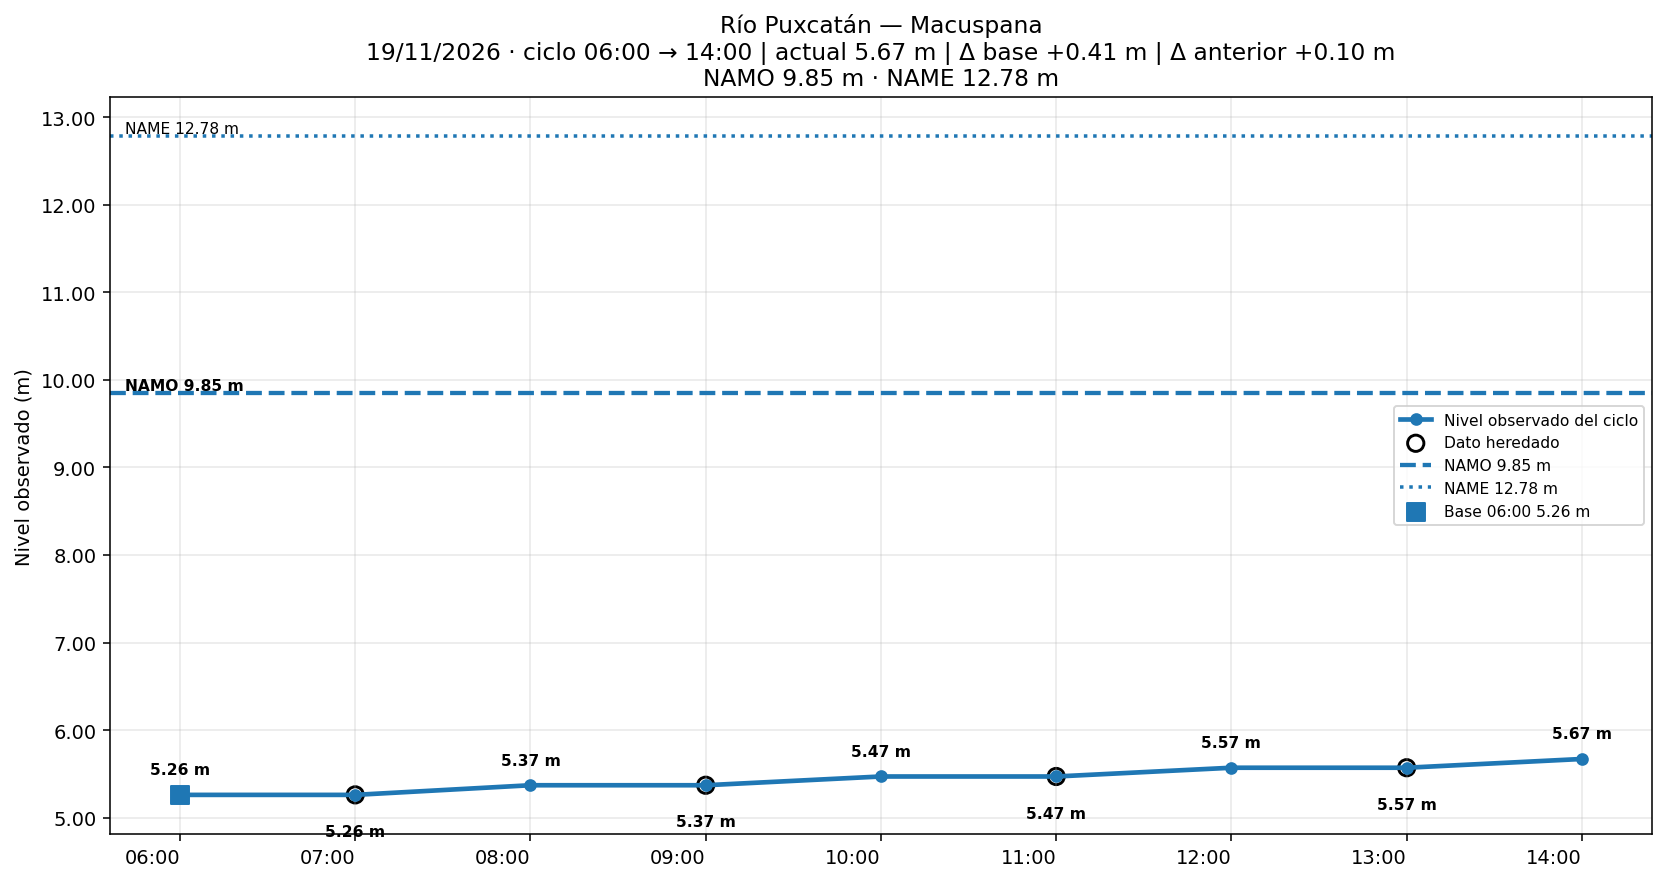 Río Puxcatán — Macuspana
19/11/2026 · ciclo 06:00 → 14:00 | actual 5.67 m | Δ base +0.41 m | Δ anterior +0.10 m
NAMO 9.85 m · NAME 12.78 m
Nivel observado (m)
13.00
12.00
11.00
10.00
9.00
8.00
7.00
6.00
5.00
NAME 12.78 m
NAMO 9.85 m
Nivel observado del ciclo
Dato heredado
NAMO 9.85 m
NAME 12.78 m
Base 06:00 5.26 m
5.26 m
5.26 m
5.37 m
5.37 m
5.47 m
5.47 m
5.57 m
5.57 m
5.67 m
06:00
07:00
08:00
09:00
10:00
11:00
12:00
13:00
14:00